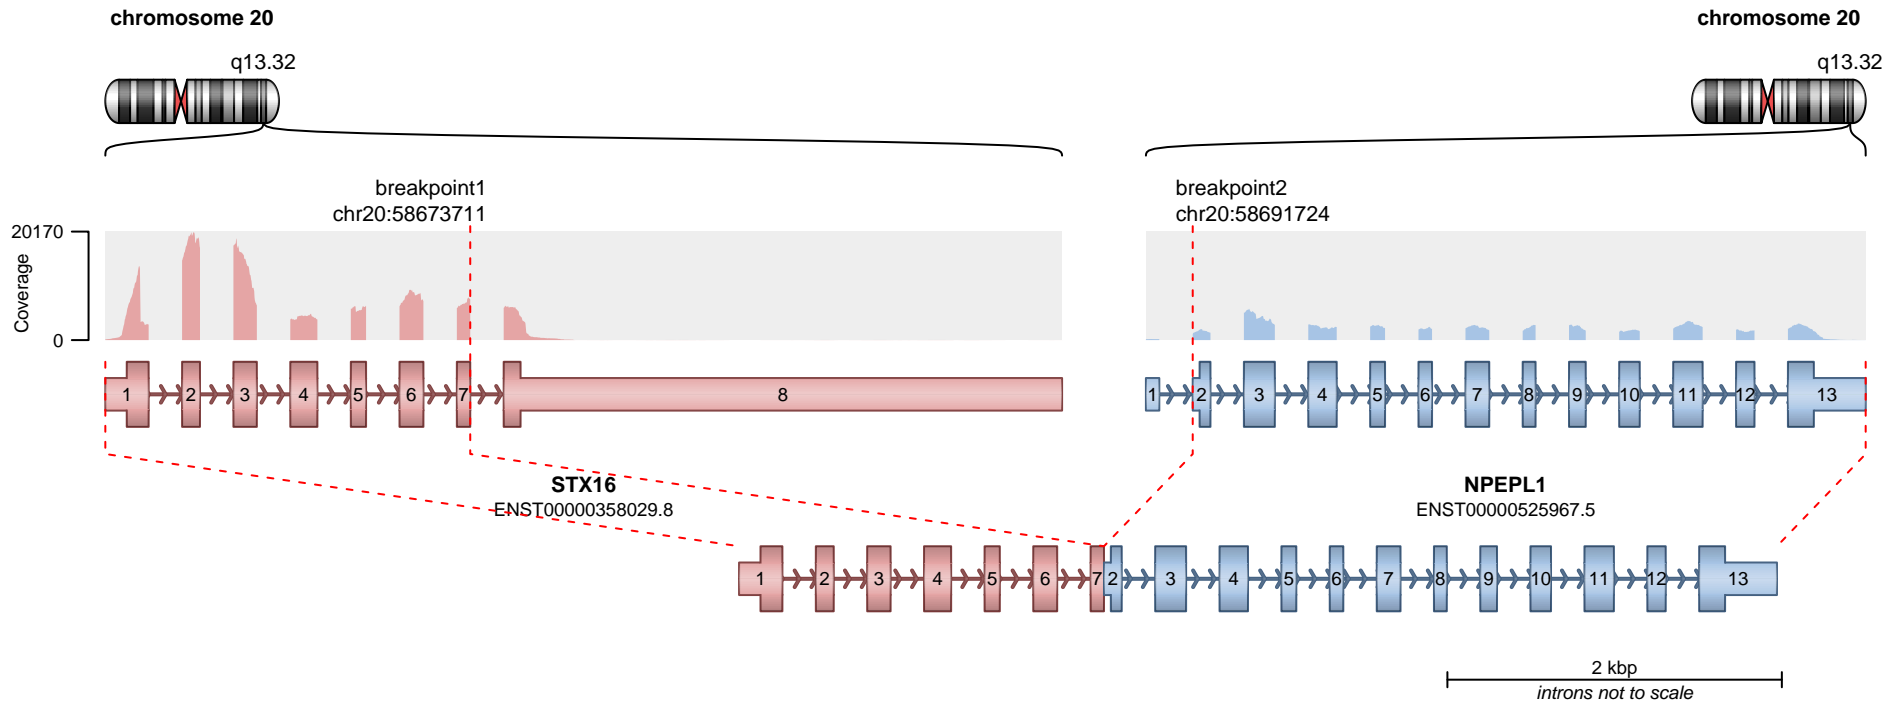 chromosome 20
chromosome 20
q13.32
q13.32
breakpoint1
chr20:58673711
breakpoint2
chr20:58691724
20170
0
Coverage
1 2 3 4 5 6 7 8
1 2 3 4 5 6 7 8 9 10 11 12 13
STX16
ENST00000358029.8
NPEPL1
ENST00000525967.5
1 2 3 4 5 6 7 2 3 4 5 6 7 8 9 10 11 12 13
2 kbp
introns not to scale